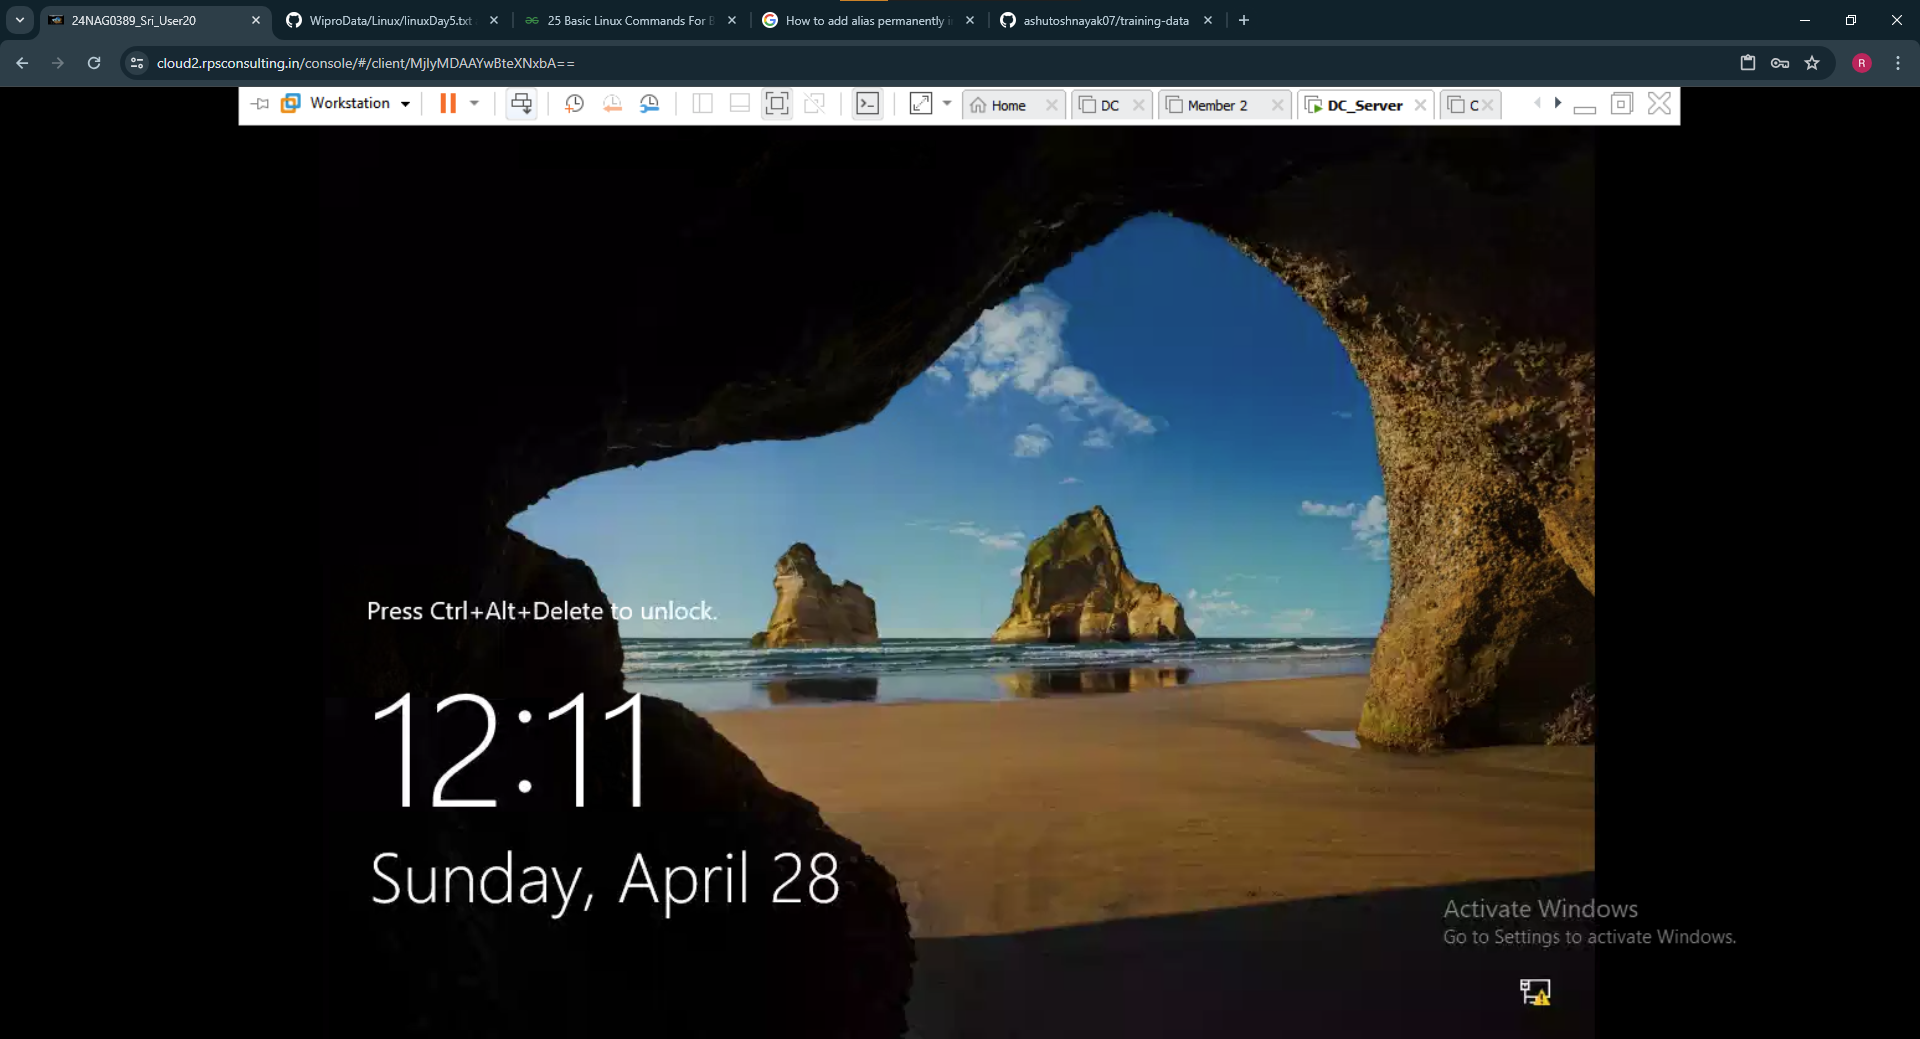 24NAG0389_Sri_User20
WiproData/Linux/linuxDay5.txt
25 Basic Linux Commands For B
How to add alias permanently i
ashutoshnayak07/training-data
cloud2.rpsconsulting.in/console/#/client/MjIyMDAAYwBteXNxbA==
R
Workstation
Home
DC
Member 2
DC_Server
C
Press Ctrl+Alt+Delete to unlock.
12:11
Sunday, April 28
Activate Windows
Go to Settings to activate Windows.